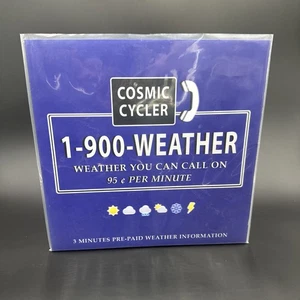 COSMIC
CYCLER
1-900-WEATHER
WEATHER YOU CAN CALL ON
95 ¢ PER MINUTE
3 MINUTES PRE-PAID WEATHER INFORMATION